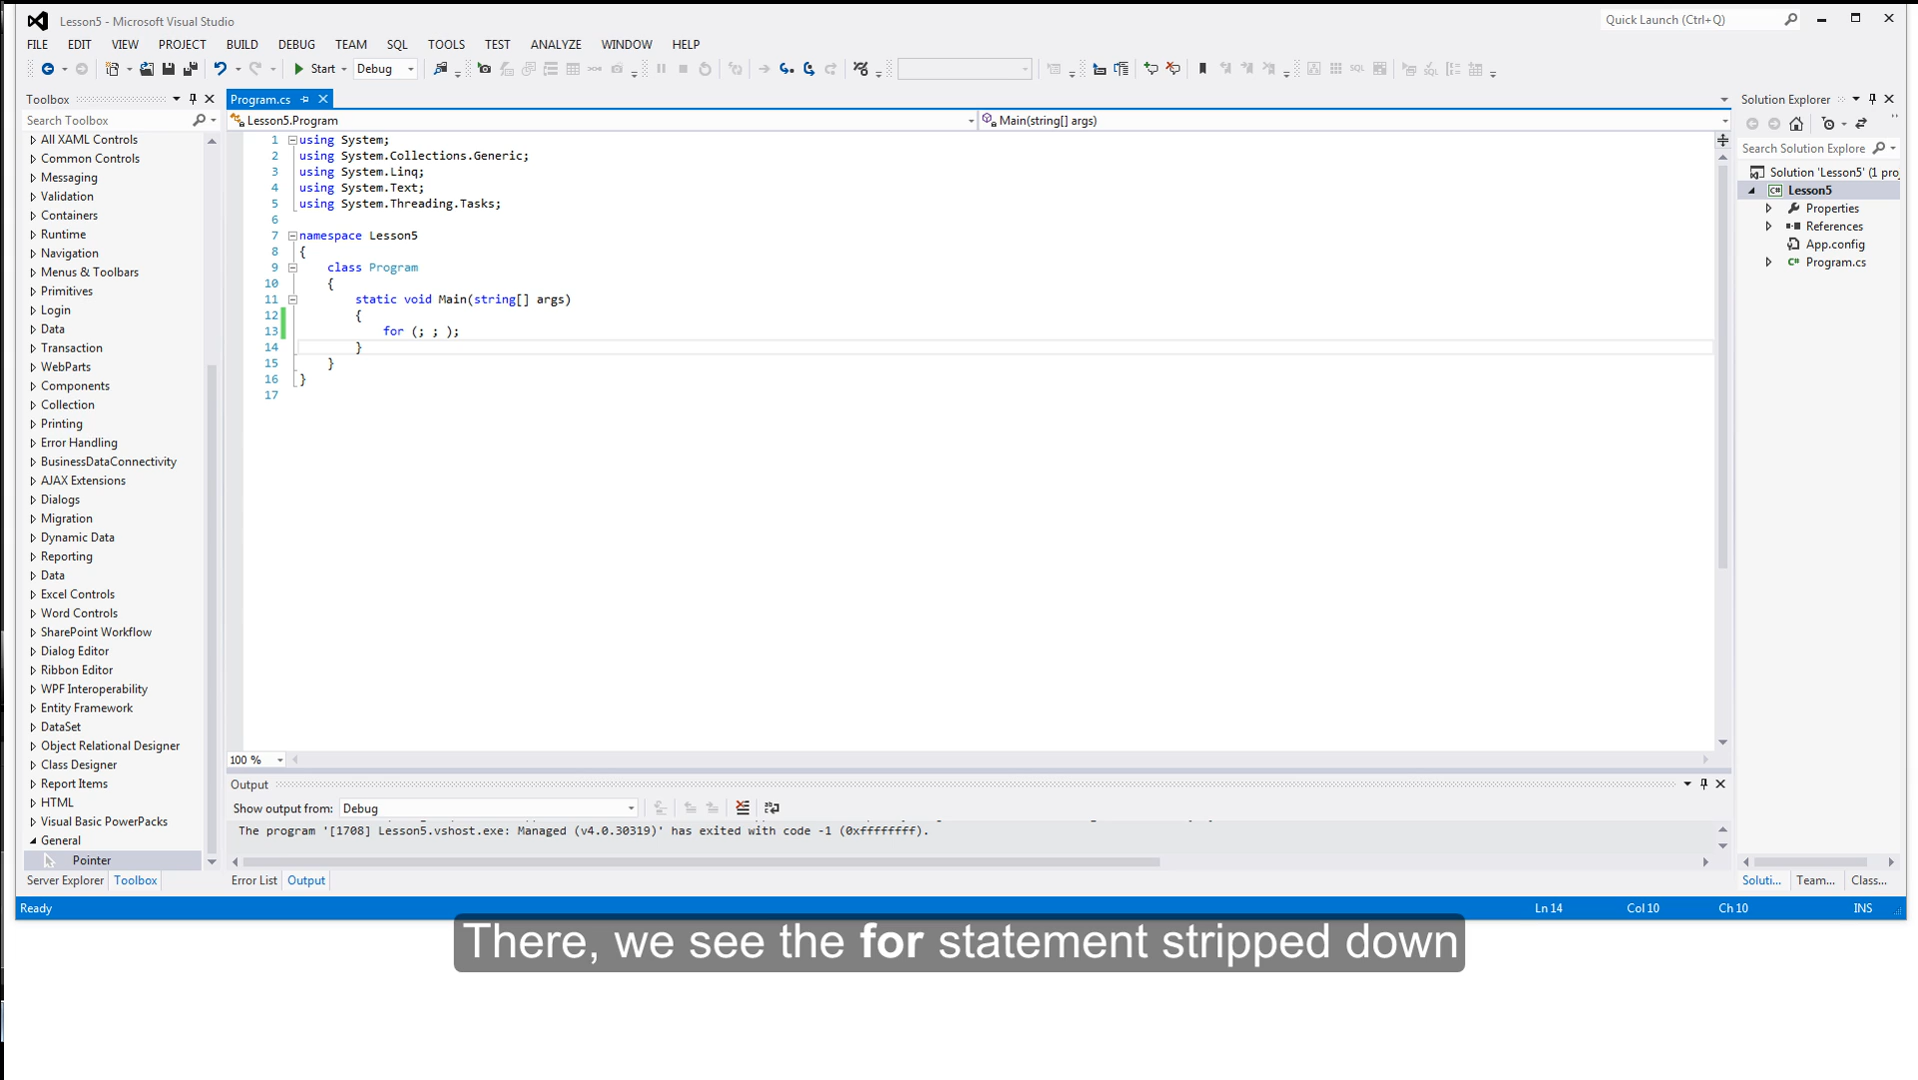 Lesson5 - Microsoft Visual Studio
Quick Launch (Ctrl+Q)
FILE EDIT VIEW PROJECT BUILD DEBUG TEAM SQL TOOLS TEST ANALYZE WINDOW HELP
Start Debug
Toolbox
Search Toolbox
All XAML Controls
Common Controls
Messaging
Validation
Containers
Runtime
Navigation
Menus & Toolbars
Primitives
Login
Data
Transaction
WebParts
Components
Collection
Printing
Error Handling
BusinessDataConnectivity
AJAX Extensions
Dialogs
Migration
Dynamic Data
Reporting
Data
Excel Controls
Word Controls
SharePoint Workflow
Dialog Editor
Ribbon Editor
WPF Interoperability
Entity Framework
DataSet
Object Relational Designer
Class Designer
Report Items
HTML
Visual Basic PowerPacks
General
Pointer
Server Explorer Toolbox
Program.cs
Lesson5.Program Main(string[] args)
1 using System;
2 using System.Collections.Generic;
3 using System.Linq;
4 using System.Text;
5 using System.Threading.Tasks;
6
7 namespace Lesson5
8 {
9 class Program
10 {
11 static void Main(string[] args)
12 {
13 for (; ; );
14 }
15 }
16 }
17
100 %
Output
Show output from: Debug
The program '[1708] Lesson5.vshost.exe: Managed (v4.0.30319)' has exited with code -1 (0xffffffff).
Error List Output
Solution Explorer
Search Solution Explore
Solution 'Lesson5' (1 pro
Lesson5
Properties
References
App.config
Program.cs
Soluti... Team... Class...
Ready Ln 14 Col 10 Ch 10 INS
There, we see the for statement stripped down